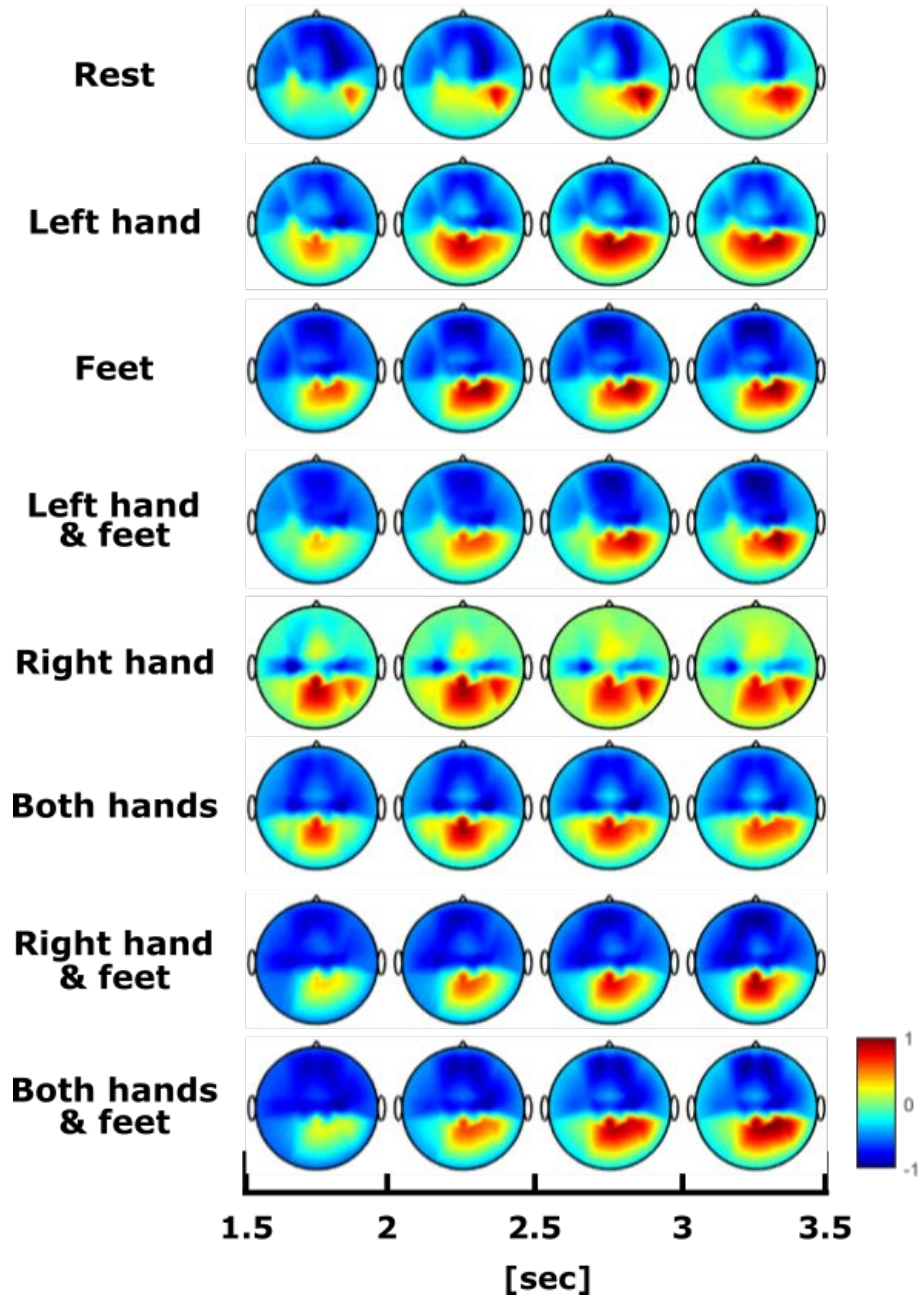 Rest
Left hand
Feet
Left hand
& feet
Right hand
Both hands
Right hand
& feet
Both hands
& feet
1
0
-1
1.5
2
2.5
3
3.5
[sec]